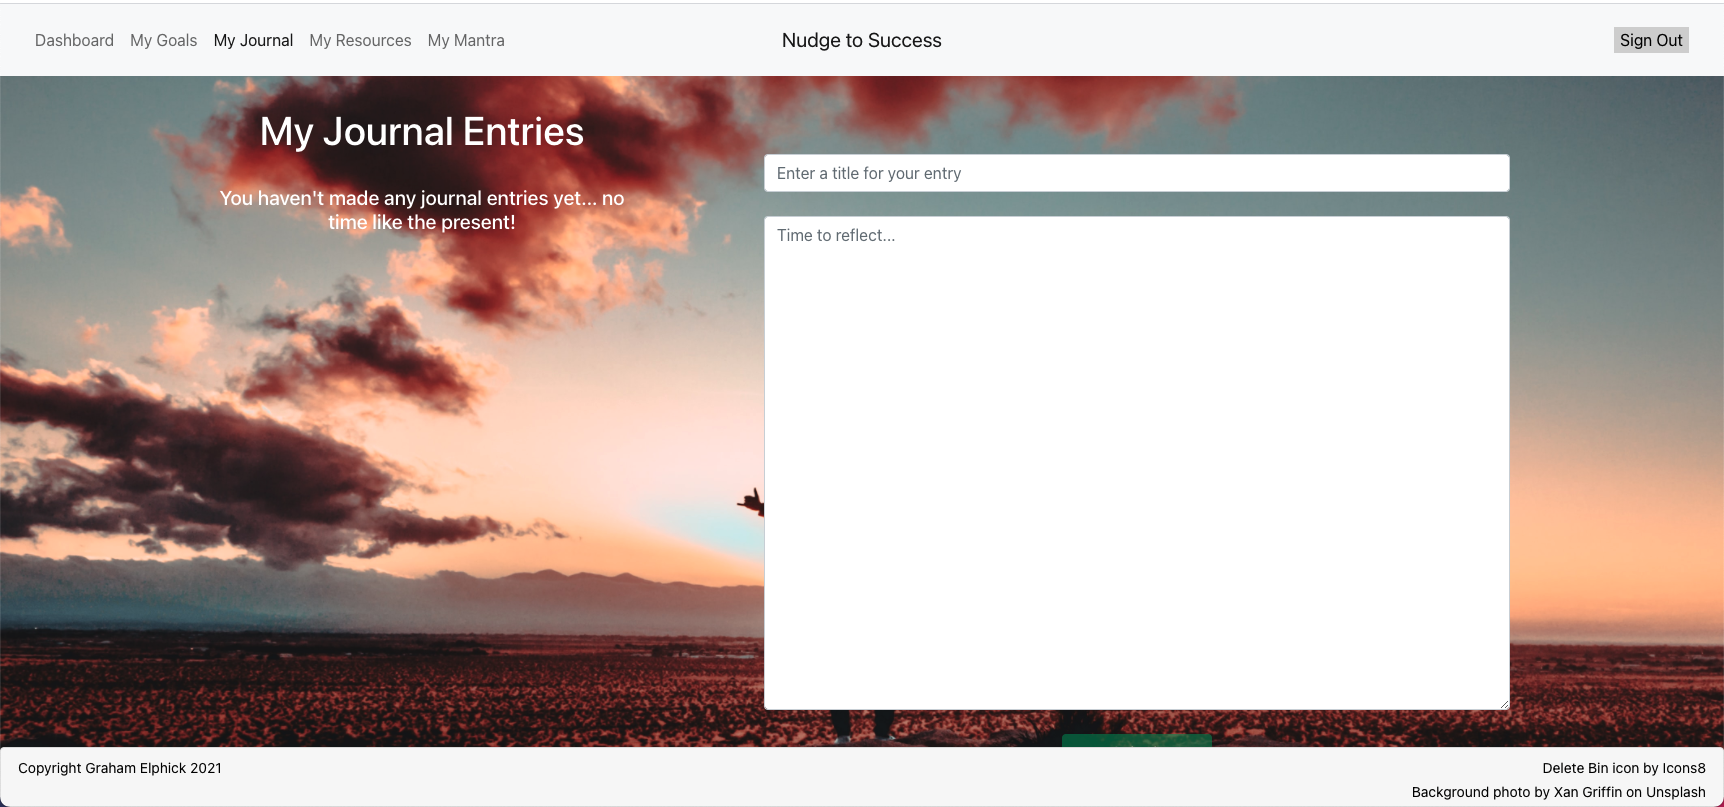 Dashboard My Goals My Journal My Resources My Mantra Nudge to Success Sign Out
My Journal Entries
You haven't made any journal entries yet... no
time like the present!
Enter a title for your entry
Time to reflect...
Copyright Graham Elphick 2021
Delete Bin icon by Icons8
Background photo by Xan Griffin on Unsplash